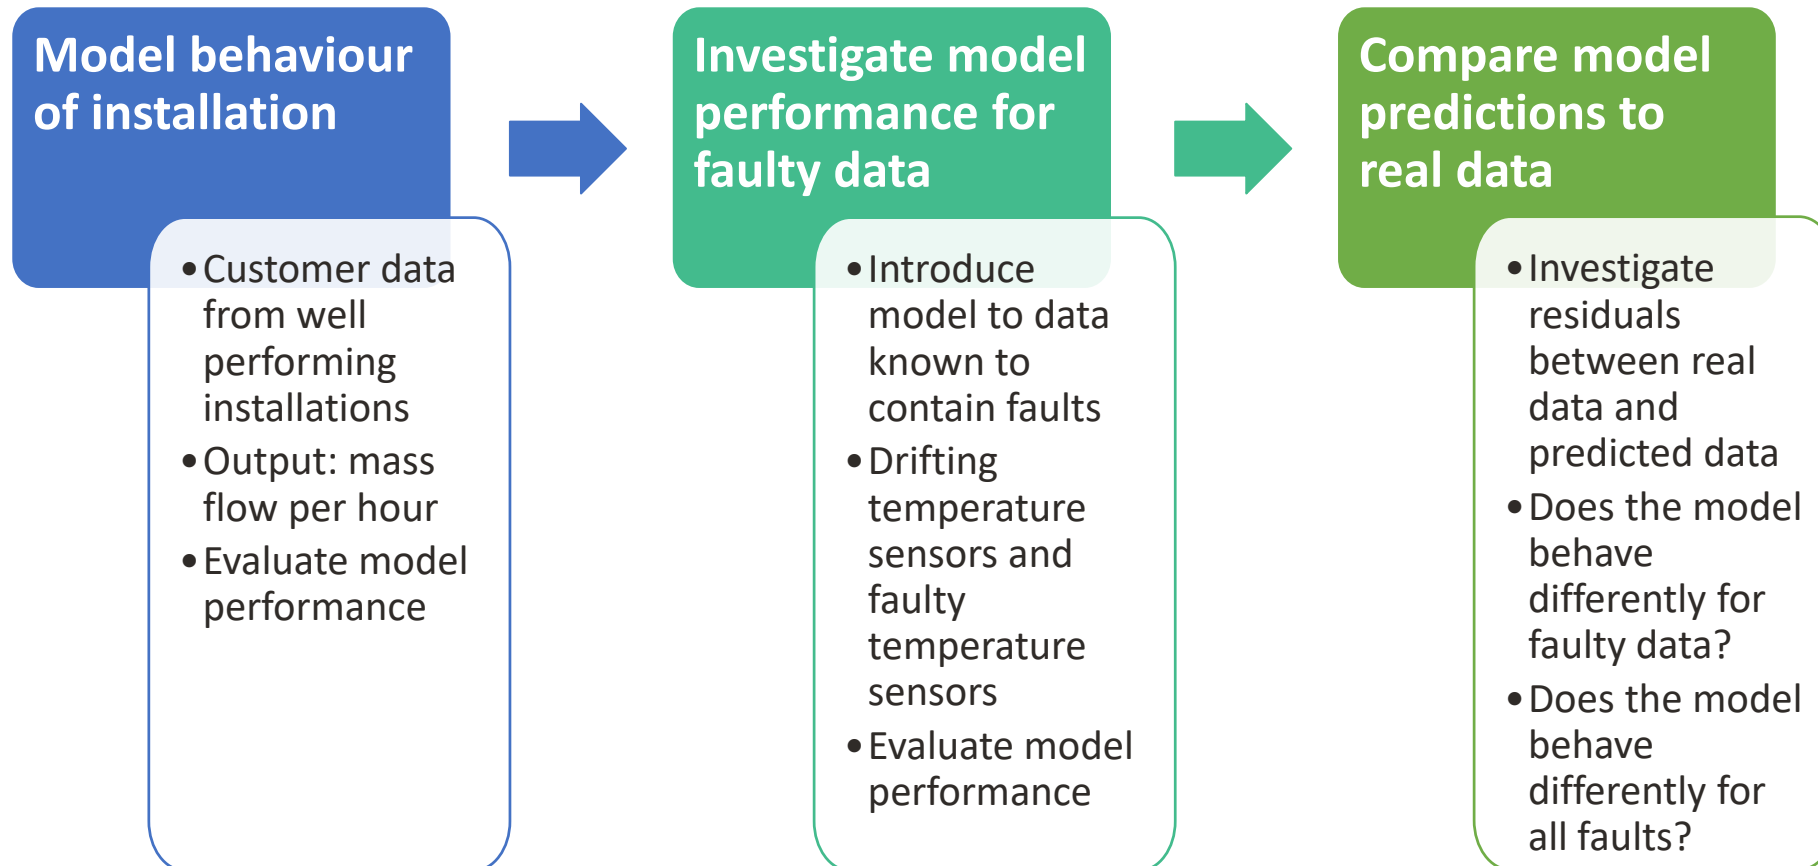 Model behaviour
of installation
•Customer data
from well
performing
installations
•Output: mass
flow per hour
•Evaluate model
performance
Investigate model
performance for
faulty data
•Introduce
model to data
known to
contain faults
•Drifting
temperature
sensors and
faulty
temperature
sensors
•Evaluate model
performance
Compare model
predictions to
real data
•Investigate
residuals
between real
data and
predicted data
•Does the model
behave
differently for
faulty data?
•Does the model
behave
differently for
all faults?